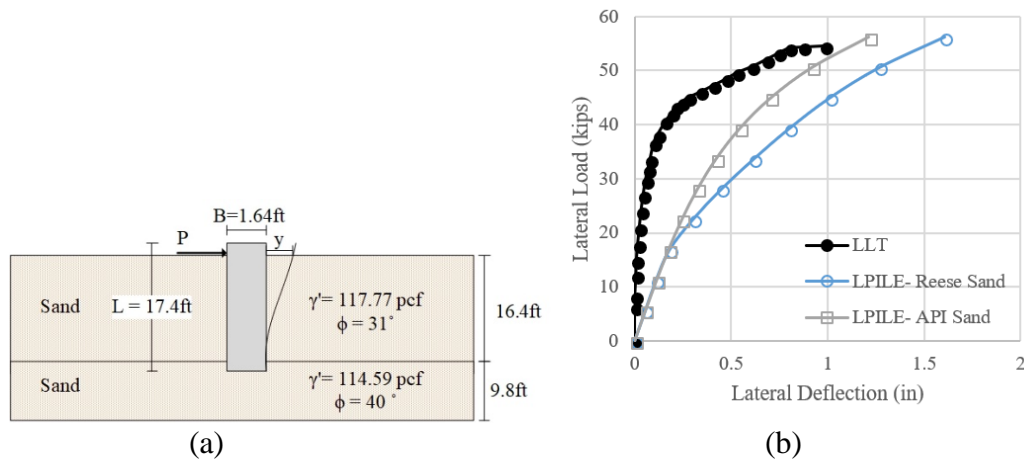 B=1.64ft
P
y
Sand
L = 17.4ft
γ'= 117.77 pcf
ϕ = 31˚
16.4ft
Sand
γ'= 114.59 pcf
ϕ = 40 ˚
9.8ft
(a)
60
50
40
30
20
10
0
Lateral Load (kips)
LLT
LPILE- Reese Sand
LPILE- API Sand
0
0.5
1
1.5
2
Lateral Deflection (in)
(b)